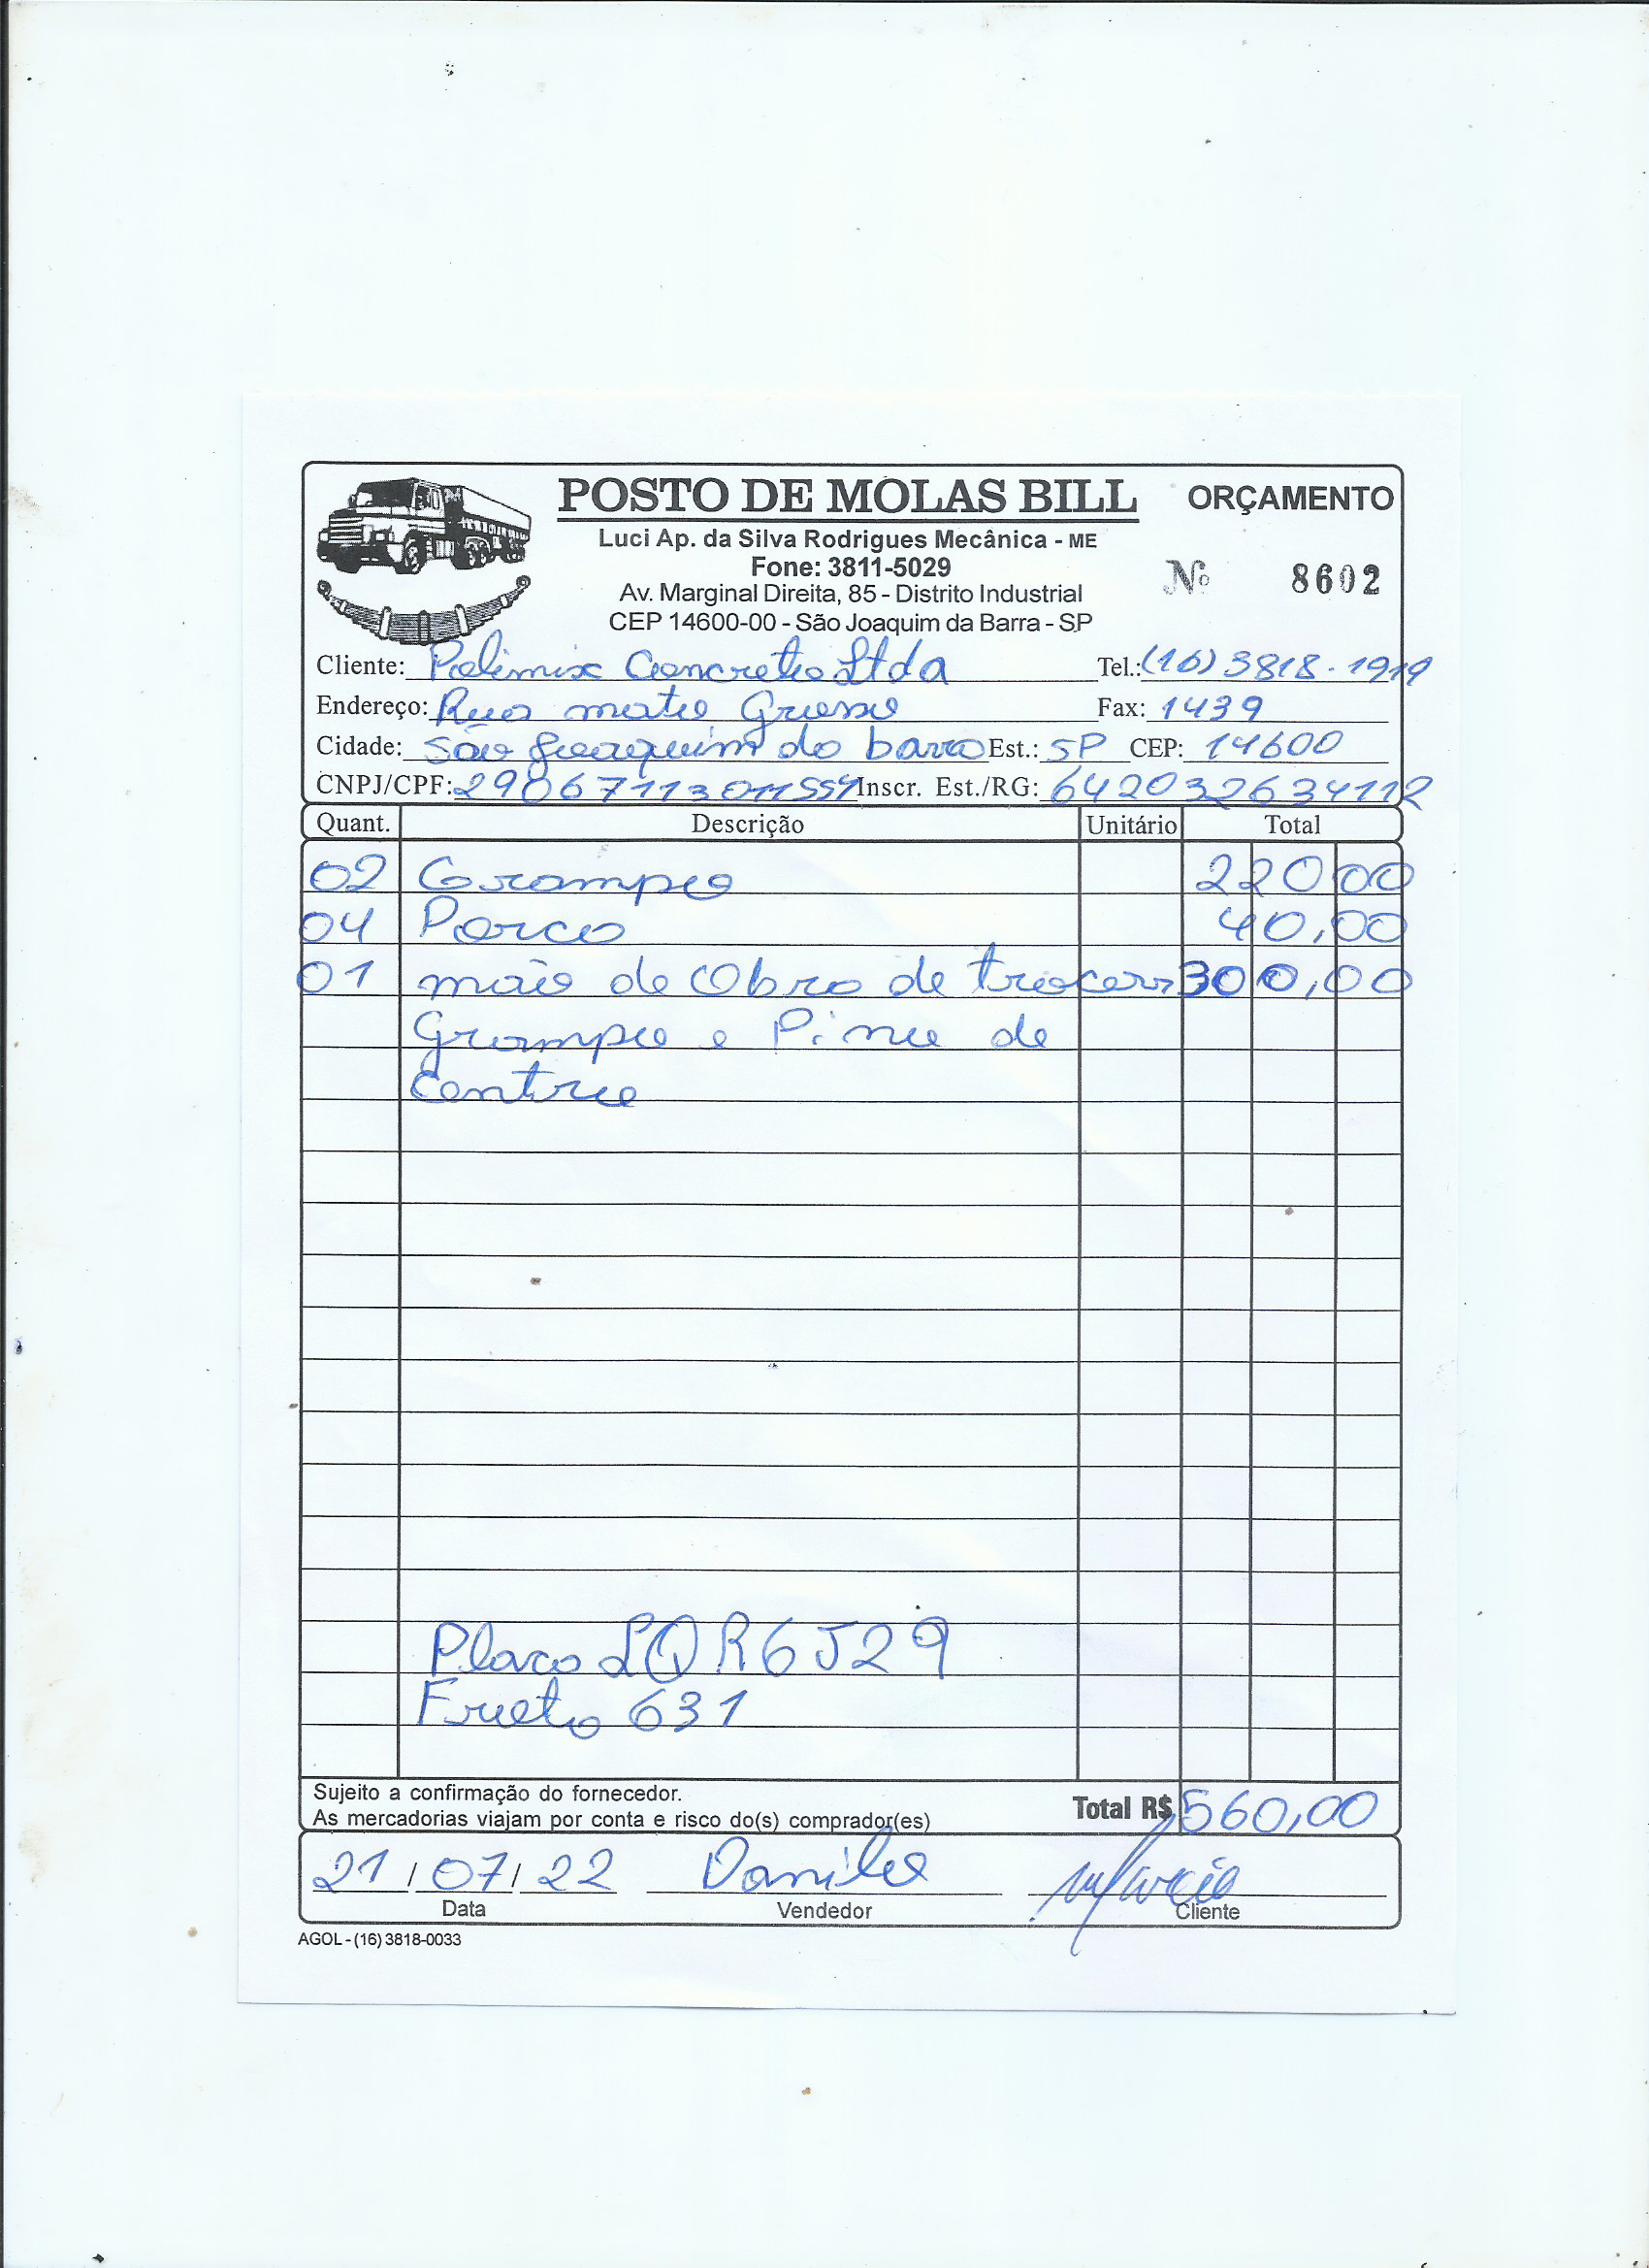 POSTO DE MOLAS BILL ORÇAMENTO
Luci Ap. da Silva Rodrigues Mecânica - ME
Fone: 3811-5029
Nº 8602
Av. Marginal Direita, 85 - Distrito Industrial
CEP 14600-00 - São Joaquim da Barra - SP
Cliente: Polimix Concreto Ltda Tel.: (16) 3818-1919
Endereço: Rua mato Grosso Fax: 1439
Cidade: São Joaquim da barra Est.: SP CEP: 14600
CNPJ/CPF: 29067113011554 Inscr. Est./RG: 642032634112
Quant. Descrição Unitário Total
02 Grampo 220,00
04 Porca 40,00
01 mão de Obra de trocar 300,00
Grampo e Pino de
Centro
Placa LQR6J29
Frota 631
Sujeito a confirmação do fornecedor.
As mercadorias viajam por conta e risco do(s) comprador(es)
Total R$ 560,00
21/07/22 Danilo
Data Vendedor Cliente
AGOL - (16) 3818-0033